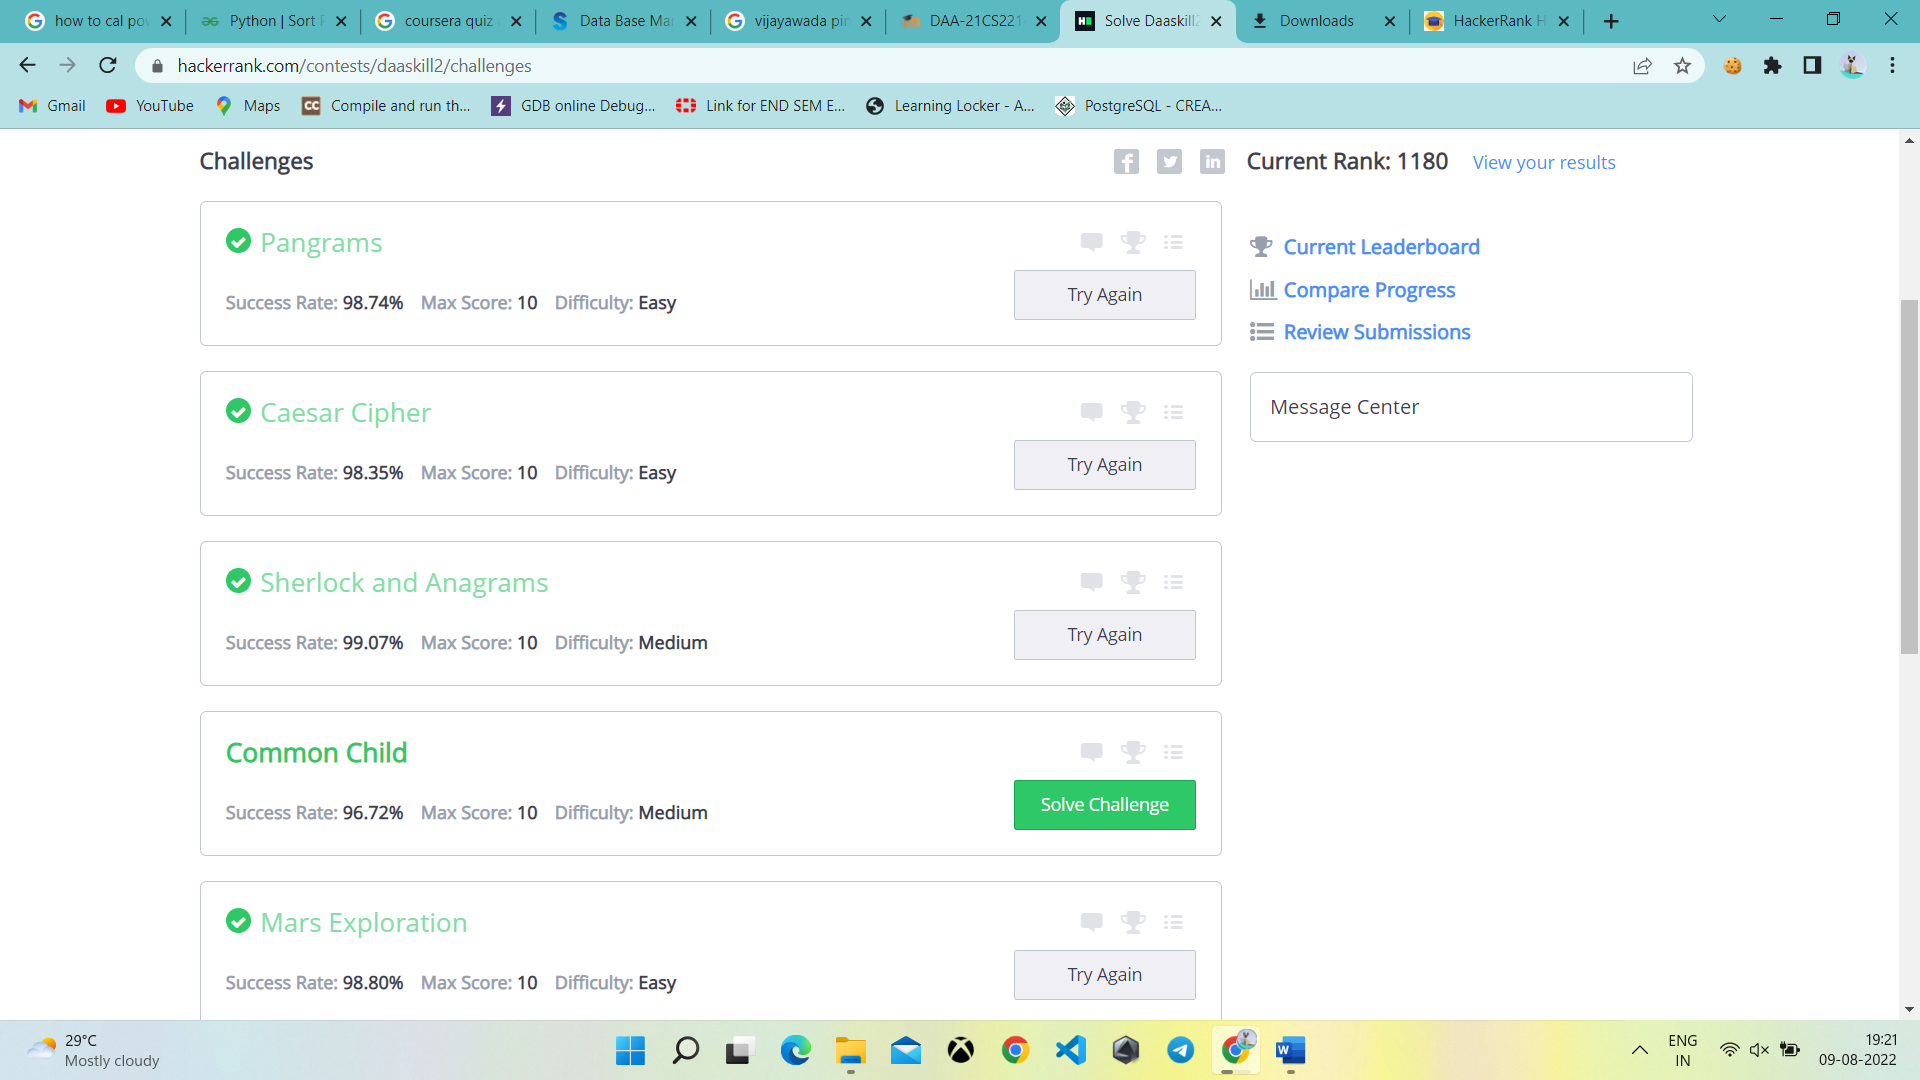 how to cal pov
Python | Sort P
coursera quiz
Data Base Mar
vijayawada pin
DAA-21CS221
Solve Daaskill2
Downloads
HackerRank H
hackerrank.com/contests/daaskill2/challenges
Gmail
YouTube
Maps
Compile and run th...
GDB online Debug...
Link for END SEM E...
Learning Locker - A...
PostgreSQL - CREA...
Challenges
Current Rank: 1180 View your results
Pangrams
Success Rate: 98.74% Max Score: 10 Difficulty: Easy
Try Again
Current Leaderboard
Compare Progress
Review Submissions
Message Center
Caesar Cipher
Success Rate: 98.35% Max Score: 10 Difficulty: Easy
Try Again
Sherlock and Anagrams
Success Rate: 99.07% Max Score: 10 Difficulty: Medium
Try Again
Common Child
Success Rate: 96.72% Max Score: 10 Difficulty: Medium
Solve Challenge
Mars Exploration
Success Rate: 98.80% Max Score: 10 Difficulty: Easy
Try Again
29°C
Mostly cloudy
ENG
IN
19:21
09-08-2022